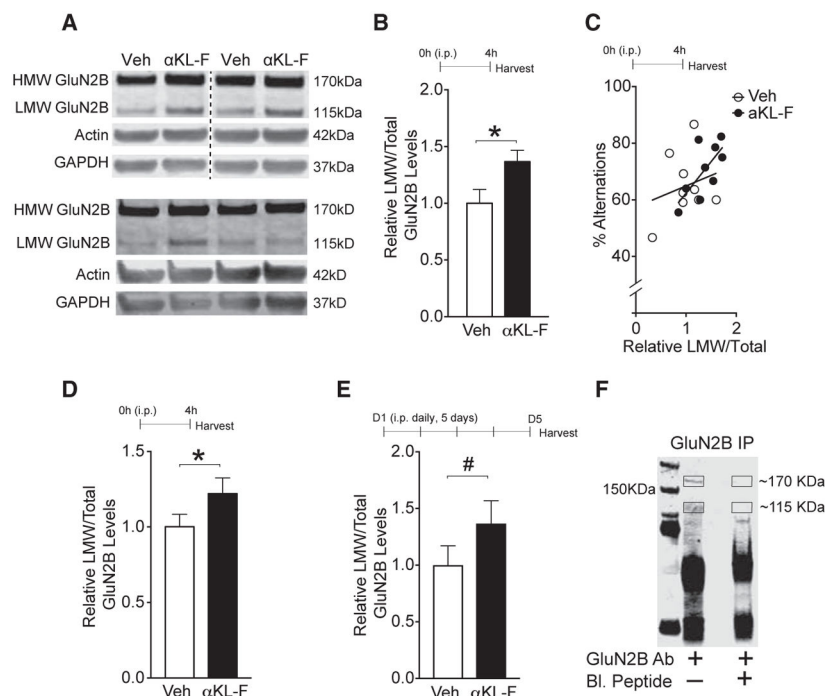 A
Veh αKL-F Veh αKL-F
HMW GluN2B 170kDa
LMW GluN2B 115kDa
Actin 42kDa
GAPDH 37kDa
HMW GluN2B 170kD
LMW GluN2B 115kD
Actin 42kD
GAPDH 37kD
B
0h (i.p.) 4h
Harvest
Relative LMW/Total
GluN2B Levels
2.0
1.5
1.0
0.5
0.0
*
Veh αKL-F
C
0h (i.p.) 4h
Harvest
Veh
aKL-F
% Alternations
100
80
60
40
0 1 2
Relative LMW/Total
D
0h (i.p.) 4h
Harvest
Relative LMW/Total
GluN2B Levels
1.5
1.0
0.5
0.0
*
Veh αKL-F
E
D1 (i.p. daily, 5 days) D5
Harvest
Relative LMW/Total
GluN2B Levels
2.0
1.5
1.0
0.5
0.0
#
Veh αKL-F
F
GluN2B IP
150KDa
~170 KDa
~115 KDa
GluN2B Ab + +
Bl. Peptide – +